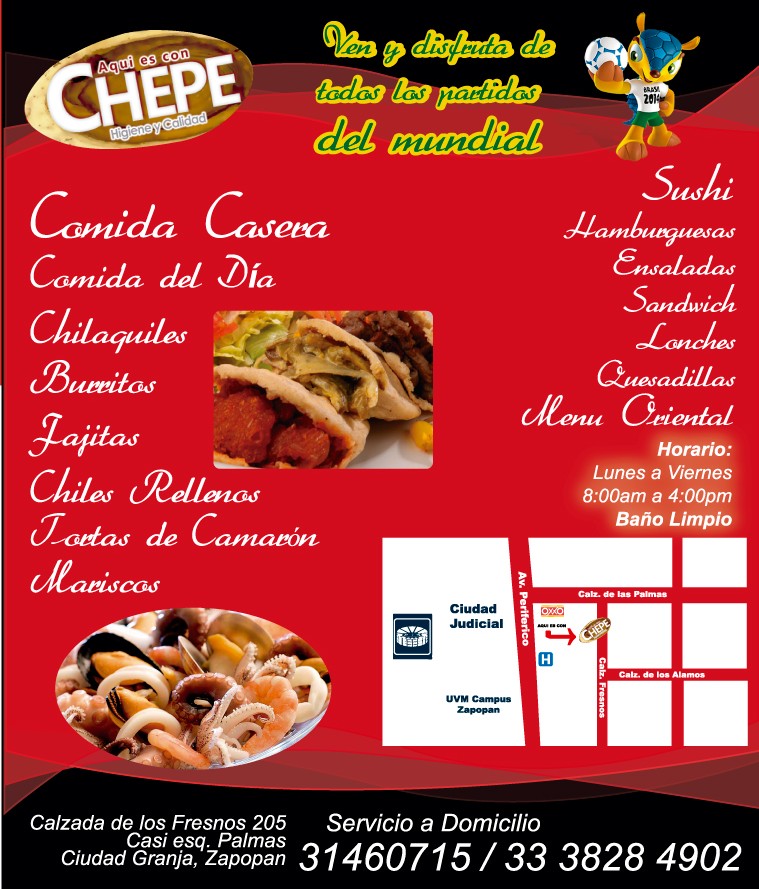 Aqui es con
CHEPE
Higiene y Calidad
Ven y disfruta de
todos los partidos
del mundial
BRASIL
2014
Comida Casera
Comida del Día
Chilaquiles
Burritos
Fajitas
Chiles Rellenos
Tortas de Camarón
Mariscos
Sushi
Hamburguesas
Ensaladas
Sandwich
Lonches
Quesadillas
Menu Oriental
Horario:
Lunes a Viernes
8:00am a 4:00pm
Baño Limpio
Ciudad
Judicial
UVM Campus
Zapopan
Av. Periferico
Calz. de las Palmas
OXXO
AQUI ES CON
CHEPE
H
Calz. Fresnos
Calz. de los Alamos
Calzada de los Fresnos 205
Casi esq. Palmas
Ciudad Granja, Zapopan
Servicio a Domicilio
31460715 / 33 3828 4902